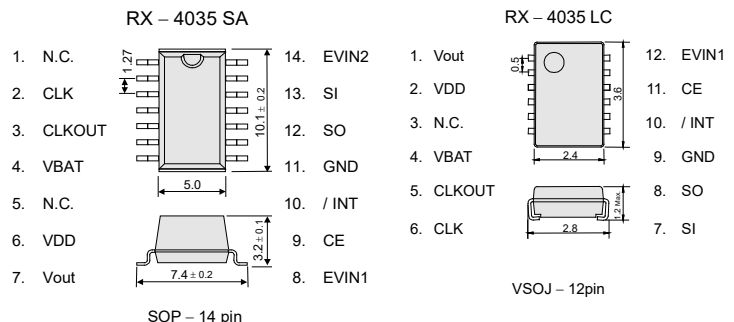 RX – 4035 SA
1. N.C.
2. CLK
3. CLKOUT
4. VBAT
5. N.C.
6. VDD
7. Vout
14. EVIN2
13. SI
12. SO
11. GND
10. / INT
9. CE
8. EVIN1
1.27
10.1 ± 0.2
5.0
3.2 ± 0.1
7.4 ± 0.2
SOP – 14 pin
RX – 4035 LC
1. Vout
2. VDD
3. N.C.
4. VBAT
5. CLKOUT
6. CLK
12. EVIN1
11. CE
10. / INT
9. GND
8. SO
7. SI
0.5
3.6
2.4
1.2 Max
2.8
VSOJ – 12pin